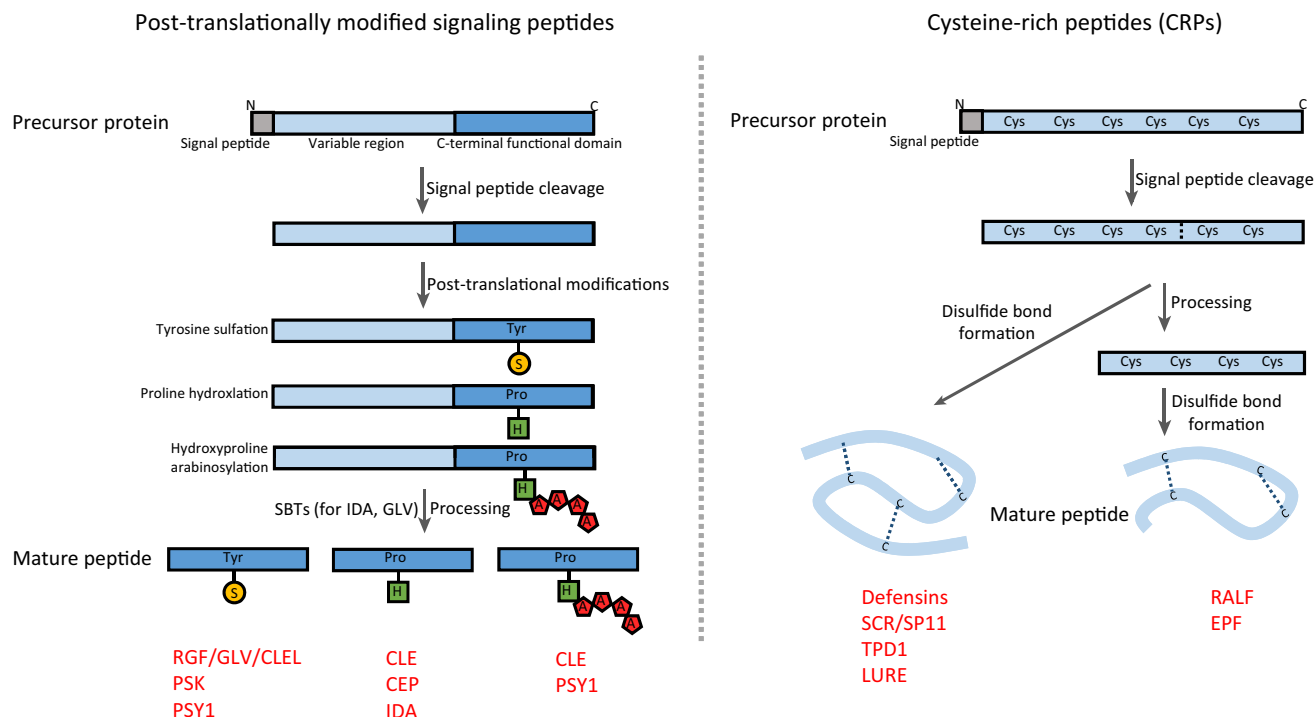 Post-translationally modified signaling peptides
Cysteine-rich peptides (CRPs)
N
C
Precursor protein
Signal peptide
Variable region
C-terminal functional domain
Signal peptide cleavage
Post-translational modifications
Tyrosine sulfation
Tyr
S
Proline hydroxlation
Pro
H
Hydroxyproline
arabinosylation
Pro
H
A
A
A
A
SBTs (for IDA, GLV)
Processing
Mature peptide
Tyr
S
Pro
H
Pro
H
A
A
A
A
RGF/GLV/CLEL
PSK
PSY1
CLE
CEP
IDA
CLE
PSY1
N
C
Precursor protein
Cys Cys Cys Cys Cys Cys
Signal peptide
Signal peptide cleavage
Cys Cys Cys Cys Cys Cys
Disulfide bond
formation
Processing
Cys Cys Cys Cys
Disulfide bond
formation
C
C
C
C
C
C
C
C
Mature peptide
Defensins
SCR/SP11
TPD1
LURE
RALF
EPF